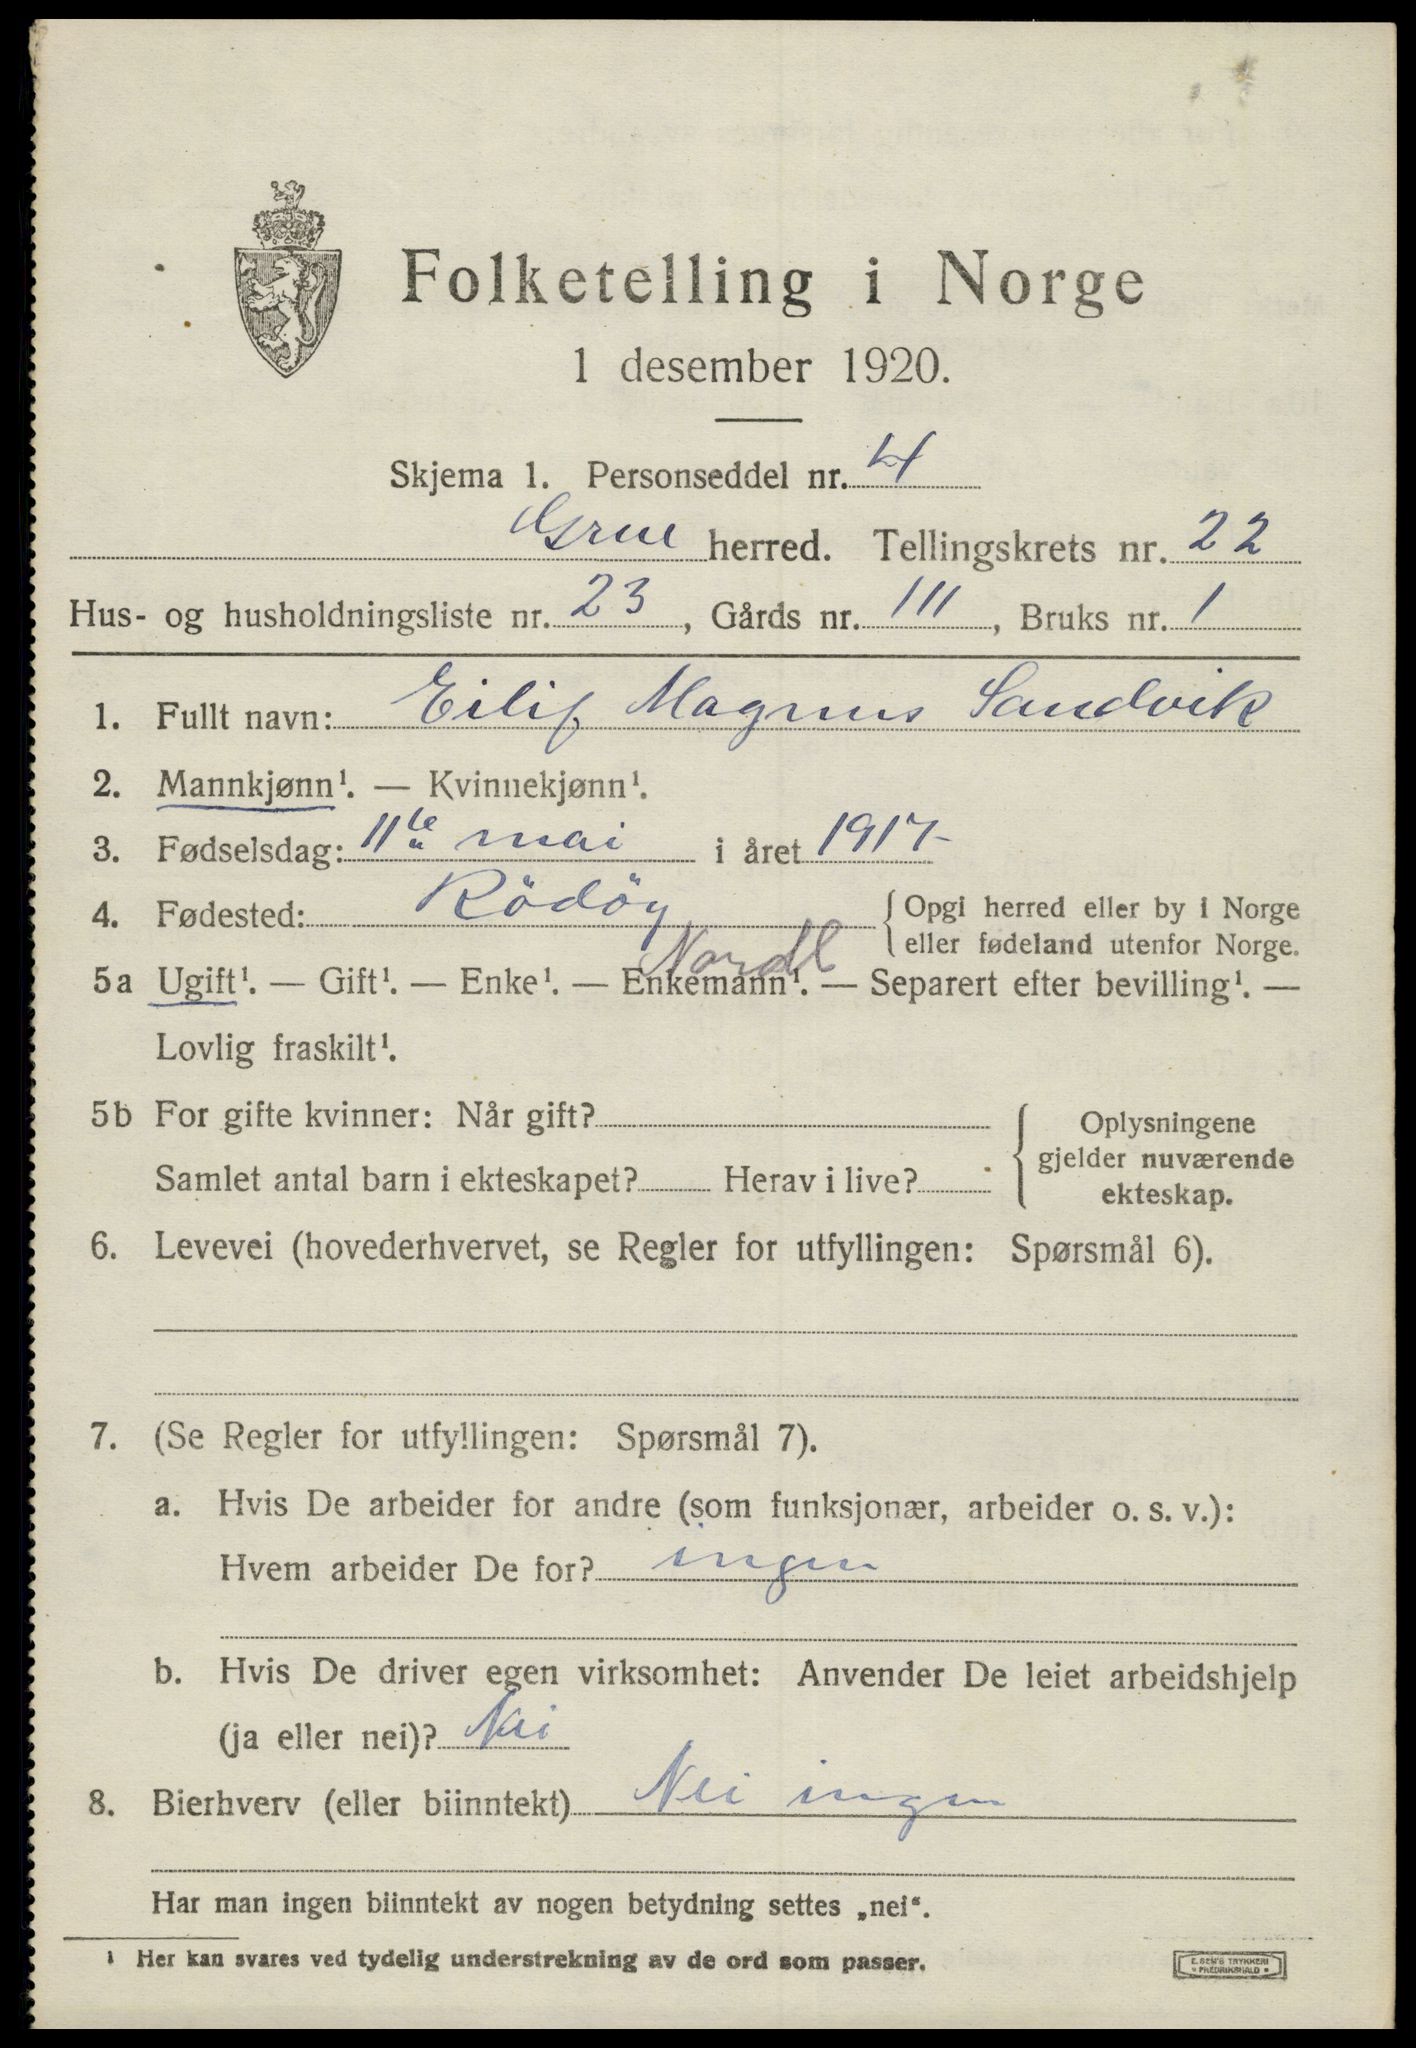 Folketelling i Norge
1 desember 1920.
Skjema 1. Personseddel nr. 4
Grue herred. Tellingskrets nr. 22
Hus- og husholdningsliste nr. 23, Gårds nr. 111, Bruks nr. 1
1. Fullt navn: Eilif Magnus Sandvik
2. Mannkjønn¹. — Kvinnekjønn¹.
3. Fødselsdag: 11te mai i året 1917
4. Fødested: Rödöy { Opgi herred eller by i Norge
eller fødeland utenfor Norge.
Nordl
5a Ugift¹. — Gift¹. — Enke¹. — Enkemann¹. — Separert efter bevilling¹. —
Lovlig fraskilt¹.
5b For gifte kvinner: Når gift? { Oplysningene
gjelder nuværende
ekteskap.
Samlet antal barn i ekteskapet? Herav i live?
6. Levevei (hovederhvervet, se Regler for utfyllingen: Spørsmål 6).
7. (Se Regler for utfyllingen: Spørsmål 7).
a. Hvis De arbeider for andre (som funksjonær, arbeider o. s. v.):
Hvem arbeider De for? ingen
b. Hvis De driver egen virksomhet: Anvender De leiet arbeidshjelp
(ja eller nei)? Nei
8. Bierhverv (eller biinntekt) Nei ingen
Har man ingen biinntekt av nogen betydning settes „nei“.
¹ Her kan svares ved tydelig understrekning av de ord som passer.
E. SEM'S TRYKKERI
* FREDRIKSHALD *